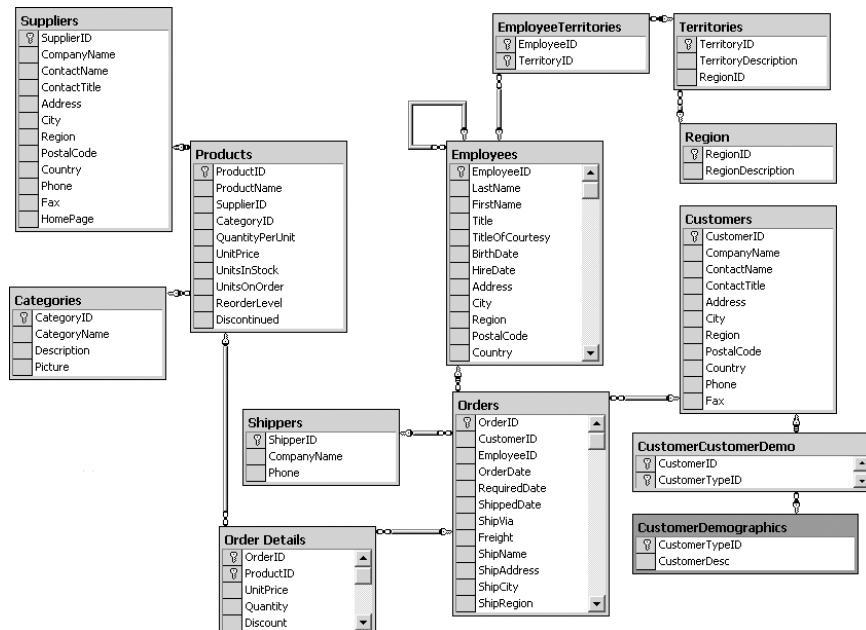 Suppliers
SupplierID
CompanyName
ContactName
ContactTitle
Address
City
Region
PostalCode
Country
Phone
Fax
HomePage
Categories
CategoryID
CategoryName
Description
Picture
Products
ProductID
ProductName
SupplierID
CategoryID
QuantityPerUnit
UnitPrice
UnitsInStock
UnitsOnOrder
ReorderLevel
Discontinued
Shippers
ShipperID
CompanyName
Phone
Order Details
OrderID
ProductID
UnitPrice
Quantity
Discount
EmployeeTerritories
EmployeeID
TerritoryID
Employees
EmployeeID
LastName
FirstName
Title
TitleOfCourtesy
BirthDate
HireDate
Address
City
Region
PostalCode
Country
Orders
OrderID
CustomerID
EmployeeID
OrderDate
RequiredDate
ShippedDate
ShipVia
Freight
ShipName
ShipAddress
ShipCity
ShipRegion
Territories
TerritoryID
TerritoryDescription
RegionID
Region
RegionID
RegionDescription
Customers
CustomerID
CompanyName
ContactName
ContactTitle
Address
City
Region
PostalCode
Country
Phone
Fax
CustomerCustomerDemo
CustomerID
CustomerTypeID
CustomerDemographics
CustomerTypeID
CustomerDesc